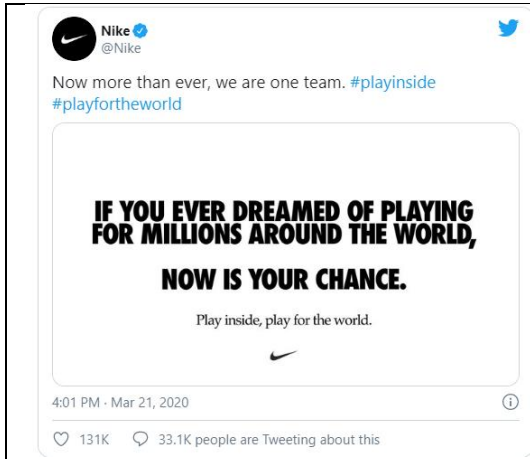 Nike
@Nike
Now more than ever, we are one team. #playinside
#playfortheworld
IF YOU EVER DREAMED OF PLAYING
FOR MILLIONS AROUND THE WORLD,
NOW IS YOUR CHANCE.
Play inside, play for the world.
4:01 PM · Mar 21, 2020
131K 33.1K people are Tweeting about this